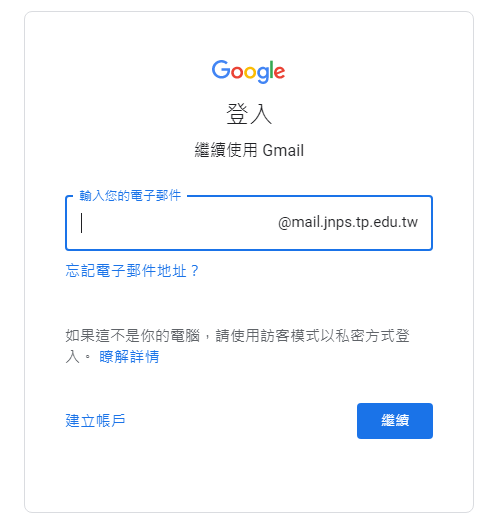 Google
登入
繼續使用 Gmail
輸入您的電子郵件
@mail.jnps.tp.edu.tw
忘記電子郵件地址？
如果這不是你的電腦，請使用訪客模式以私密方式登
入。 瞭解詳情
建立帳戶
繼續